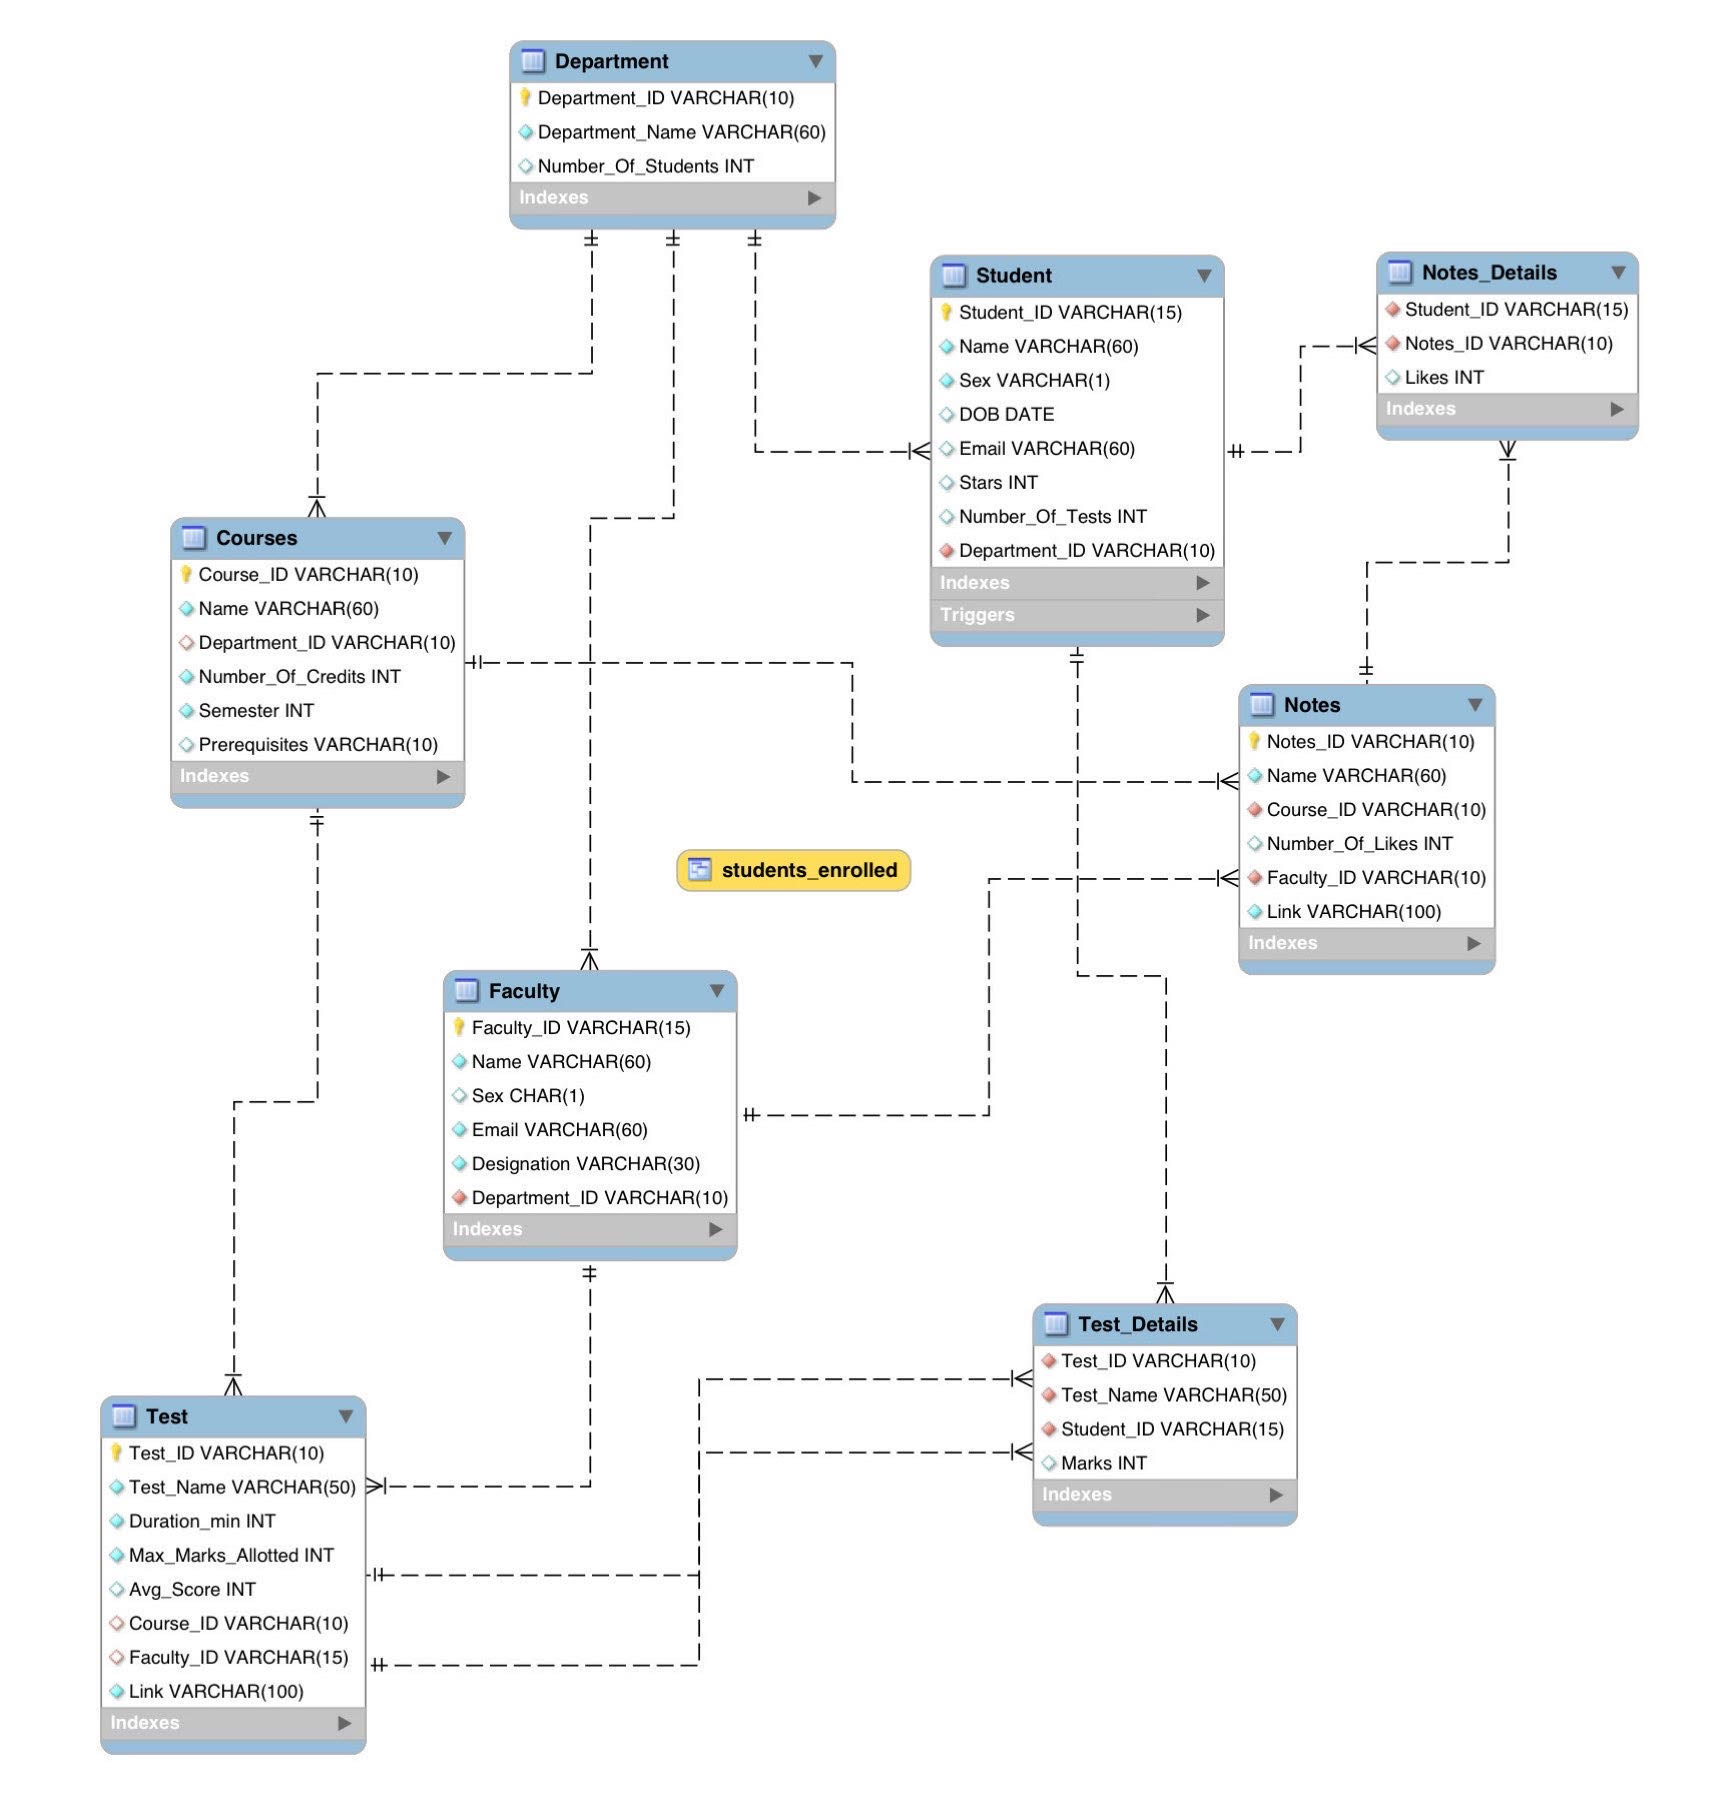 Department
Department_ID VARCHAR(10)
Department_Name VARCHAR(60)
Number_Of_Students INT
Indexes
Student
Student_ID VARCHAR(15)
Name VARCHAR(60)
Sex VARCHAR(1)
DOB DATE
Email VARCHAR(60)
Stars INT
Number_Of_Tests INT
Department_ID VARCHAR(10)
Indexes
Triggers
Notes_Details
Student_ID VARCHAR(15)
Notes_ID VARCHAR(10)
Likes INT
Indexes
Courses
Course_ID VARCHAR(10)
Name VARCHAR(60)
Department_ID VARCHAR(10)
Number_Of_Credits INT
Semester INT
Prerequisites VARCHAR(10)
Indexes
Notes
Notes_ID VARCHAR(10)
Name VARCHAR(60)
Course_ID VARCHAR(10)
Number_Of_Likes INT
Faculty_ID VARCHAR(10)
Link VARCHAR(100)
Indexes
students_enrolled
Faculty
Faculty_ID VARCHAR(15)
Name VARCHAR(60)
Sex CHAR(1)
Email VARCHAR(60)
Designation VARCHAR(30)
Department_ID VARCHAR(10)
Indexes
Test_Details
Test_ID VARCHAR(10)
Test_Name VARCHAR(50)
Student_ID VARCHAR(15)
Marks INT
Indexes
Test
Test_ID VARCHAR(10)
Test_Name VARCHAR(50)
Duration_min INT
Max_Marks_Allotted INT
Avg_Score INT
Course_ID VARCHAR(10)
Faculty_ID VARCHAR(15)
Link VARCHAR(100)
Indexes